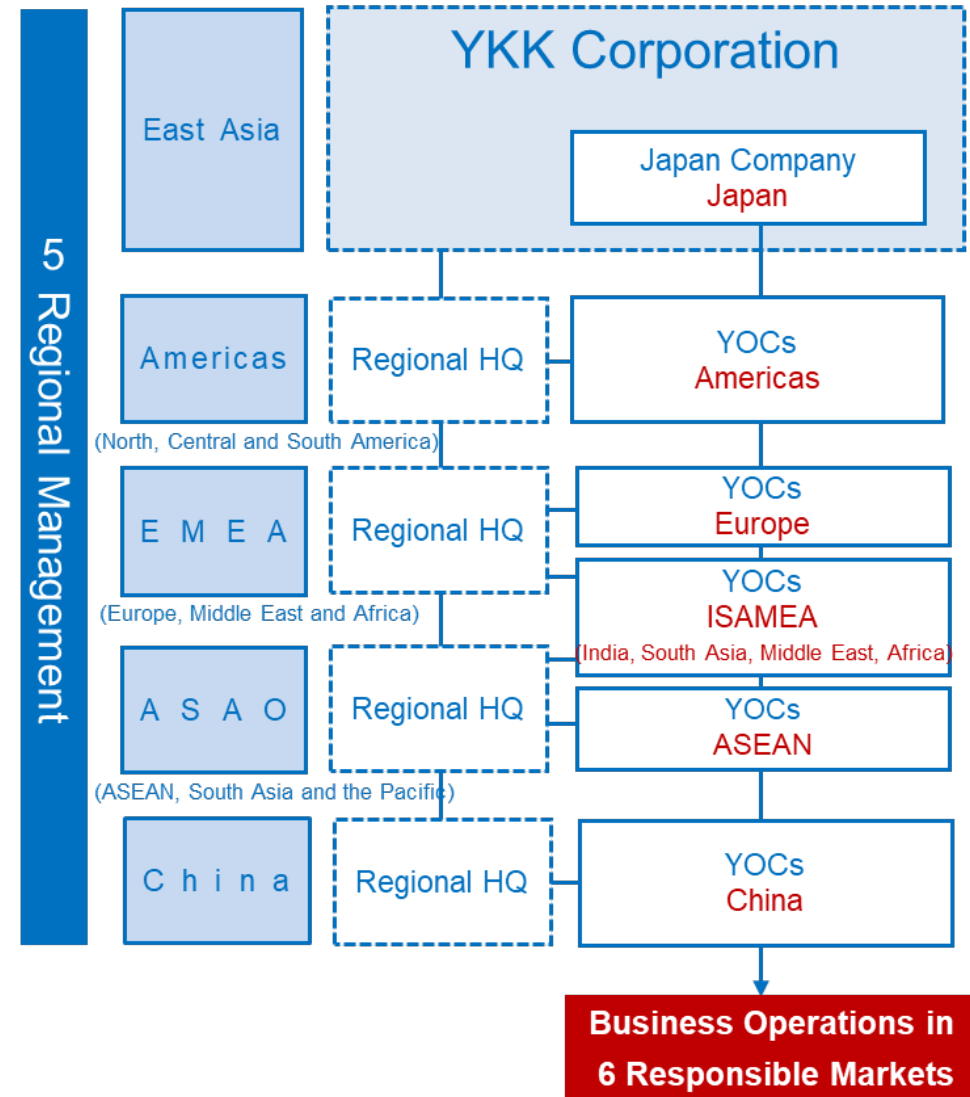 5 Regional Management
YKK Corporation
East Asia
Japan Company
Japan
Americas
(North, Central and South America)
Regional HQ
YOCs
Americas
EMEA
(Europe, Middle East and Africa)
Regional HQ
YOCs
Europe
YOCs
ISAMEA
(India, South Asia, Middle East, Africa)
ASAO
(ASEAN, South Asia and the Pacific)
Regional HQ
YOCs
ASEAN
China
Regional HQ
YOCs
China
Business Operations in
6 Responsible Markets